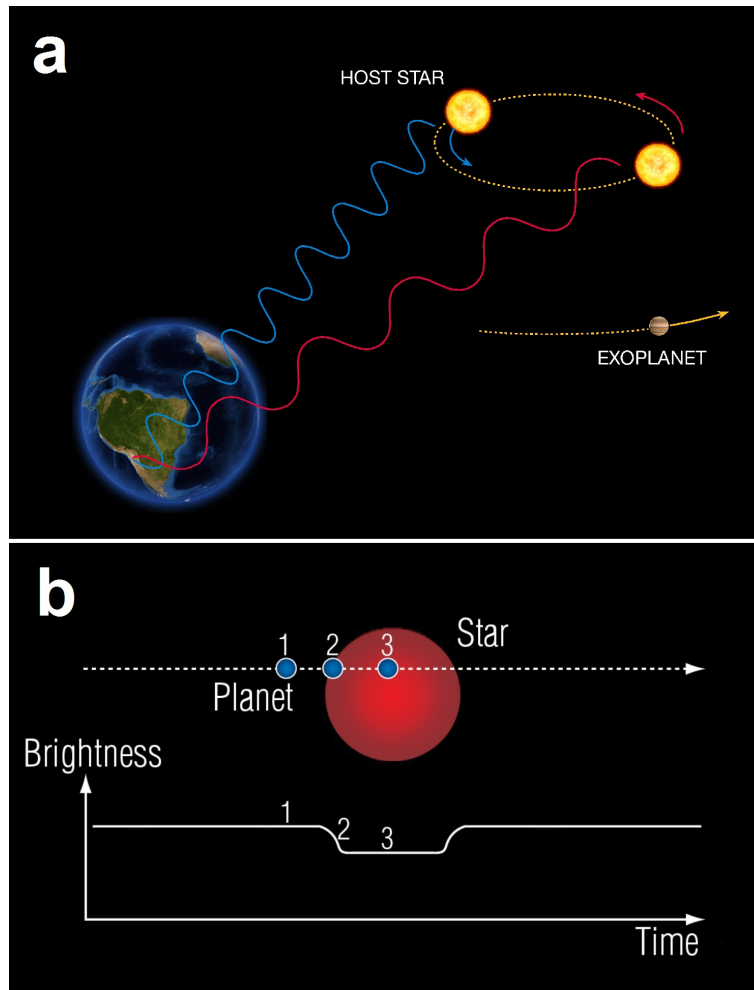 a
HOST STAR
EXOPLANET
b
1 2 3 Star
Planet
Brightness
1
2 3
Time